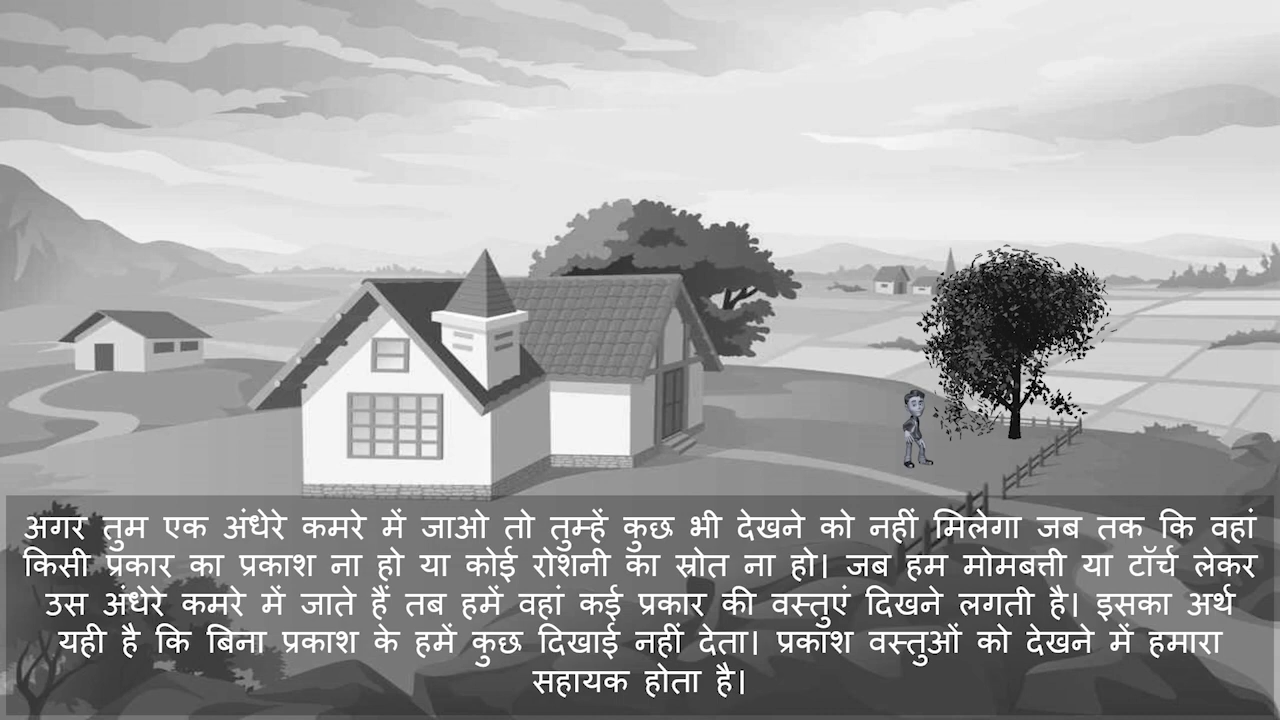 अगर तुम एक अंधेरे कमरे में जाओ तो तुम्हें कुछ भी देखने को नहीं मिलेगा जब तक कि वहां
किसी प्रकार का प्रकाश ना हो या कोई रोशनी का स्रोत ना हो। जब हम मोमबत्ती या टॉर्च लेकर
उस अंधेरे कमरे में जाते हैं तब हमें वहां कई प्रकार की वस्तुएं दिखने लगती है। इसका अर्थ
यही है कि बिना प्रकाश के हमें कुछ दिखाई नहीं देता। प्रकाश वस्तुओं को देखने में हमारा
सहायक होता है।